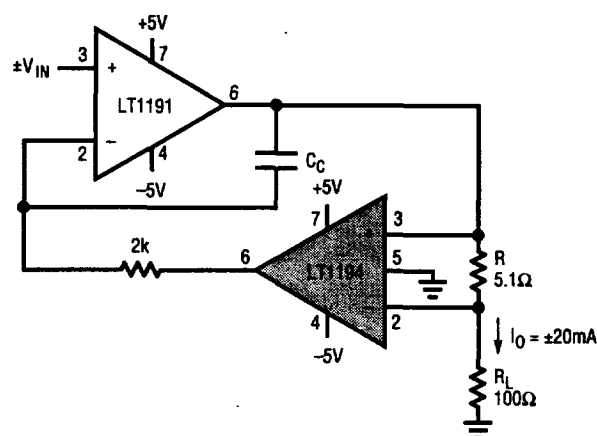 +5V
3
7
±VIN
+
6
LT1191
–
2
4
CC
–5V
+5V
7
3
2k
6
5
R
5.1Ω
LT1194
4
2
–5V
IO = ±20mA
RL
100Ω